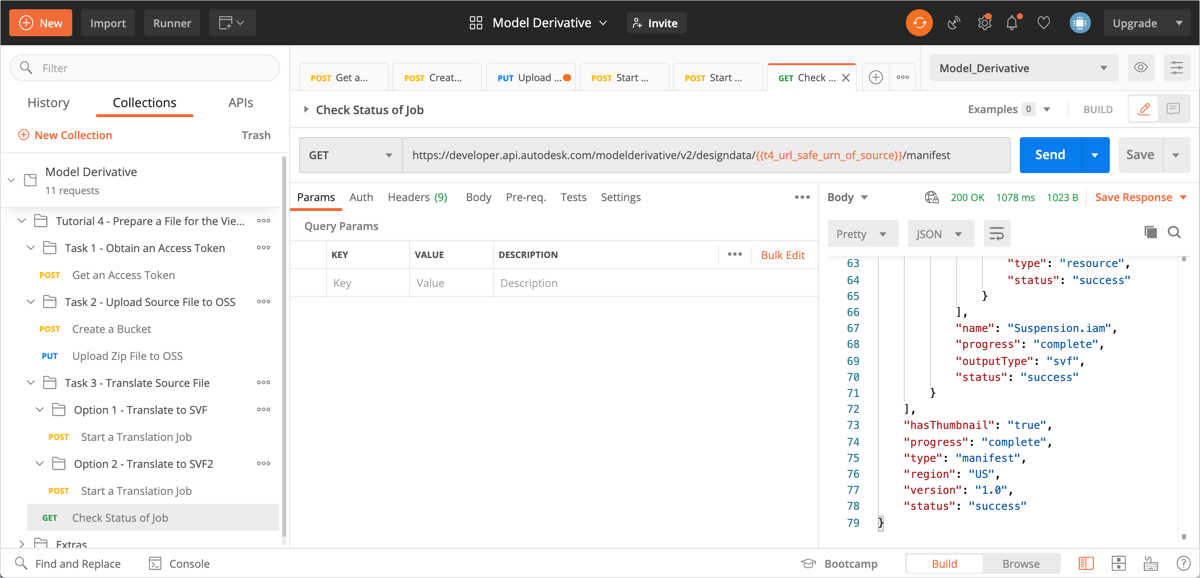 New Import Runner Model Derivative Invite Upgrade
Filter
History Collections APIs
New Collection Trash
Model Derivative
11 requests
Tutorial 4 - Prepare a File for the Vie...
Task 1 - Obtain an Access Token
POST Get an Access Token
Task 2 - Upload Source File to OSS
POST Create a Bucket
PUT Upload Zip File to OSS
Task 3 - Translate Source File
Option 1 - Translate to SVF
POST Start a Translation Job
Option 2 - Translate to SVF2
POST Start a Translation Job
GET Check Status of Job
Extras
POST Get a... POST Creat... PUT Upload ... POST Start ... POST Start ... GET Check ...
Model_Derivative
Check Status of Job Examples 0 BUILD
GET https://developer.api.autodesk.com/modelderivative/v2/designdata/{{t4_url_safe_urn_of_source}}/manifest Send Save
Params Auth Headers (9) Body Pre-req. Tests Settings
Query Params
KEY VALUE DESCRIPTION Bulk Edit
Key Value Description
Body 200 OK 1078 ms 1023 B Save Response
Pretty JSON
63 "type": "resource",
64 "status": "success"
65 }
66 ],
67 "name": "Suspension.iam",
68 "progress": "complete",
69 "outputType": "svf",
70 "status": "success"
71 }
72 ],
73 "hasThumbnail": "true",
74 "progress": "complete",
75 "type": "manifest",
76 "region": "US",
77 "version": "1.0",
78 "status": "success"
79 }
Find and Replace Console Bootcamp Build Browse